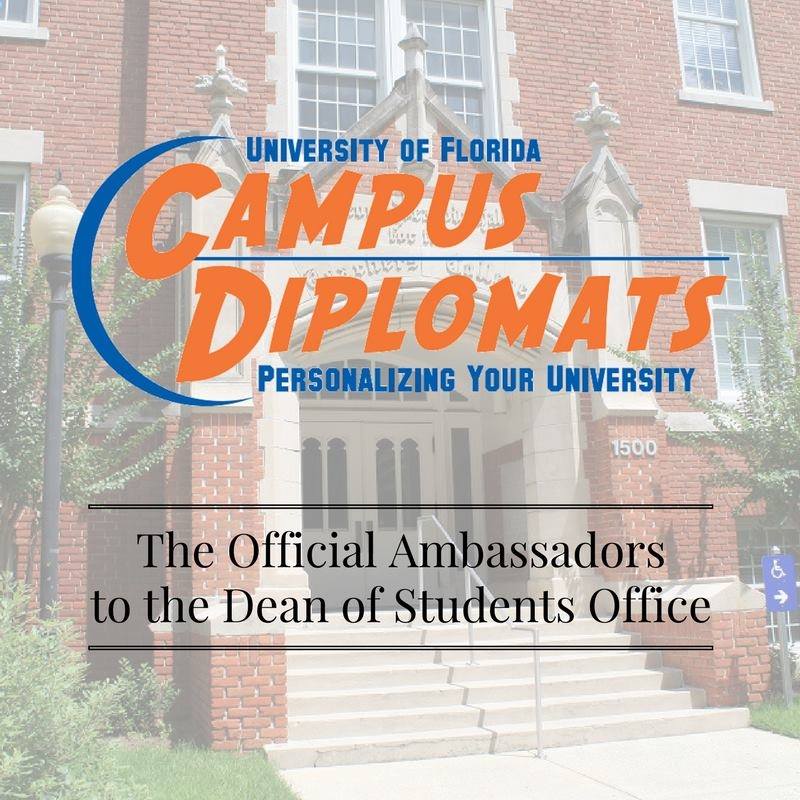 UNIVERSITY OF FLORIDA
CAMPUS
DIPLOMATS
PERSONALIZING YOUR UNIVERSITY
1500
The Official Ambassadors
to the Dean of Students Office